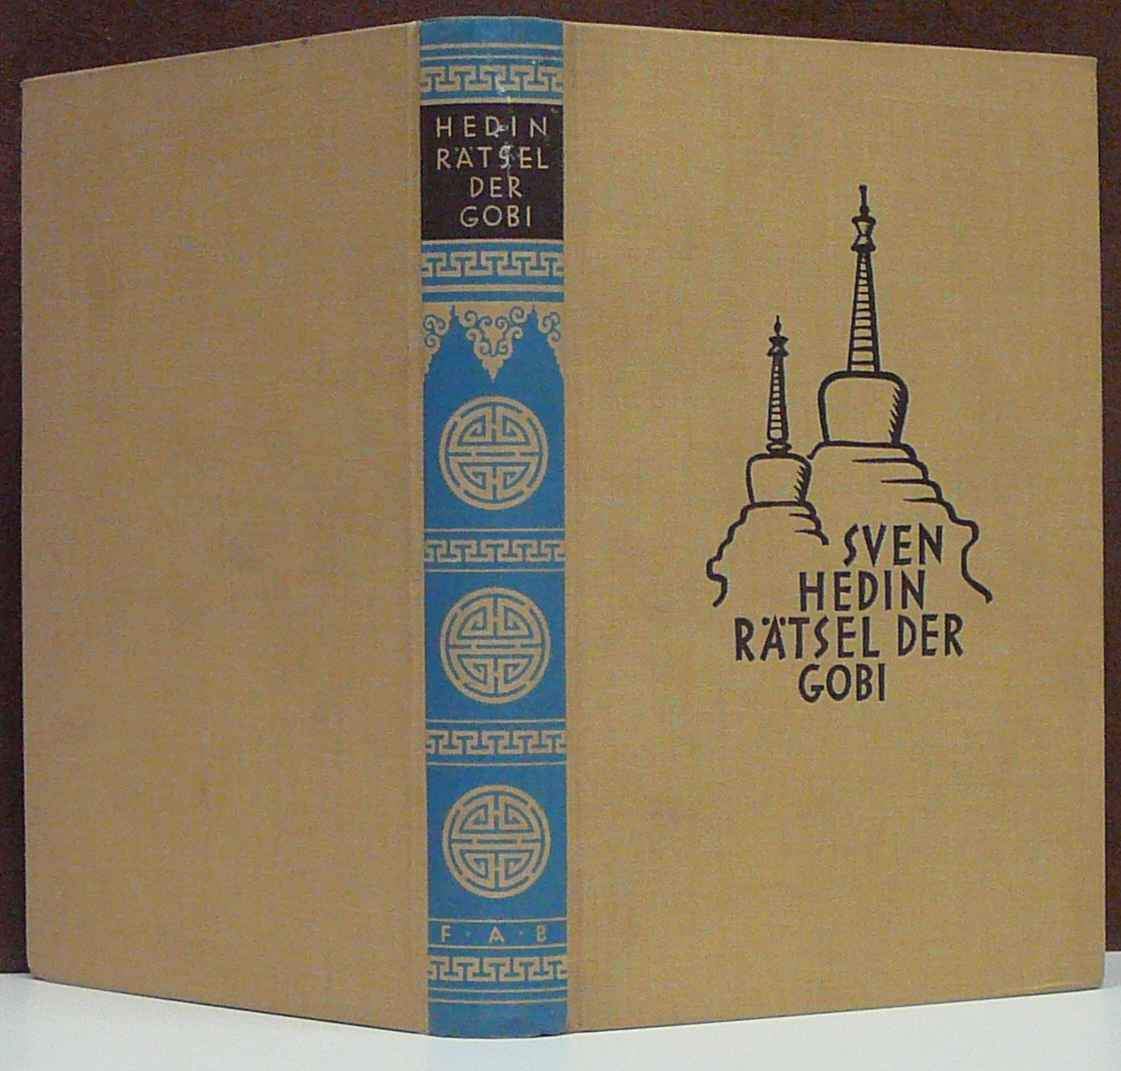 HEDIN
RÄTSEL
DER
GOBI
F · A · B
SVEN
HEDIN
RÄTSEL DER
GOBI